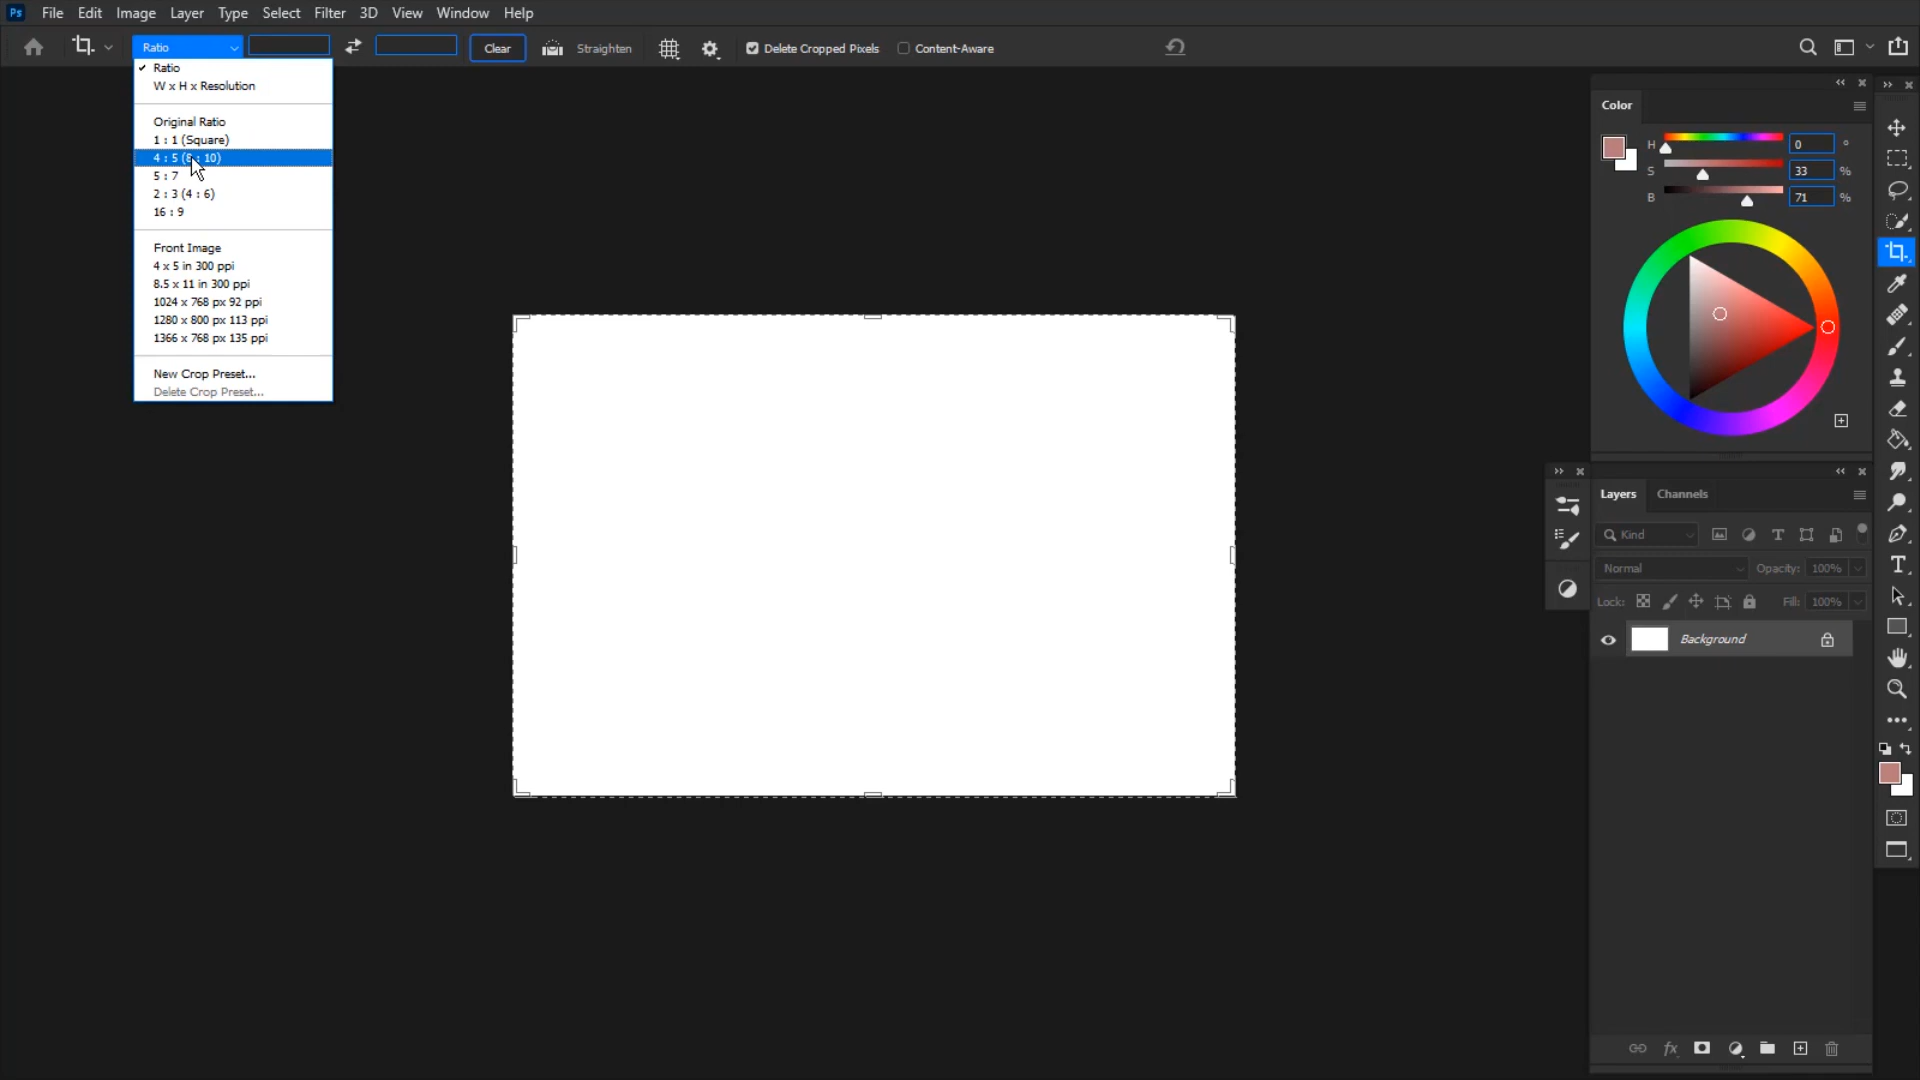 Ps File Edit Image Layer Type Select Filter 3D View Window Help
Ratio Clear Straighten Delete Cropped Pixels Content-Aware
Ratio
W x H x Resolution
Original Ratio
1 : 1 (Square)
4 : 5 (8 : 10)
5 : 7
2 : 3 (4 : 6)
16 : 9
Front Image
4 x 5 in 300 ppi
8.5 x 11 in 300 ppi
1024 x 768 px 92 ppi
1280 x 800 px 113 ppi
1366 x 768 px 135 ppi
New Crop Preset...
Delete Crop Preset...
Color
H 0 °
S 33 %
B 71 %
Layers Channels
Kind
Normal Opacity: 100%
Lock: Fill: 100%
Background
fx